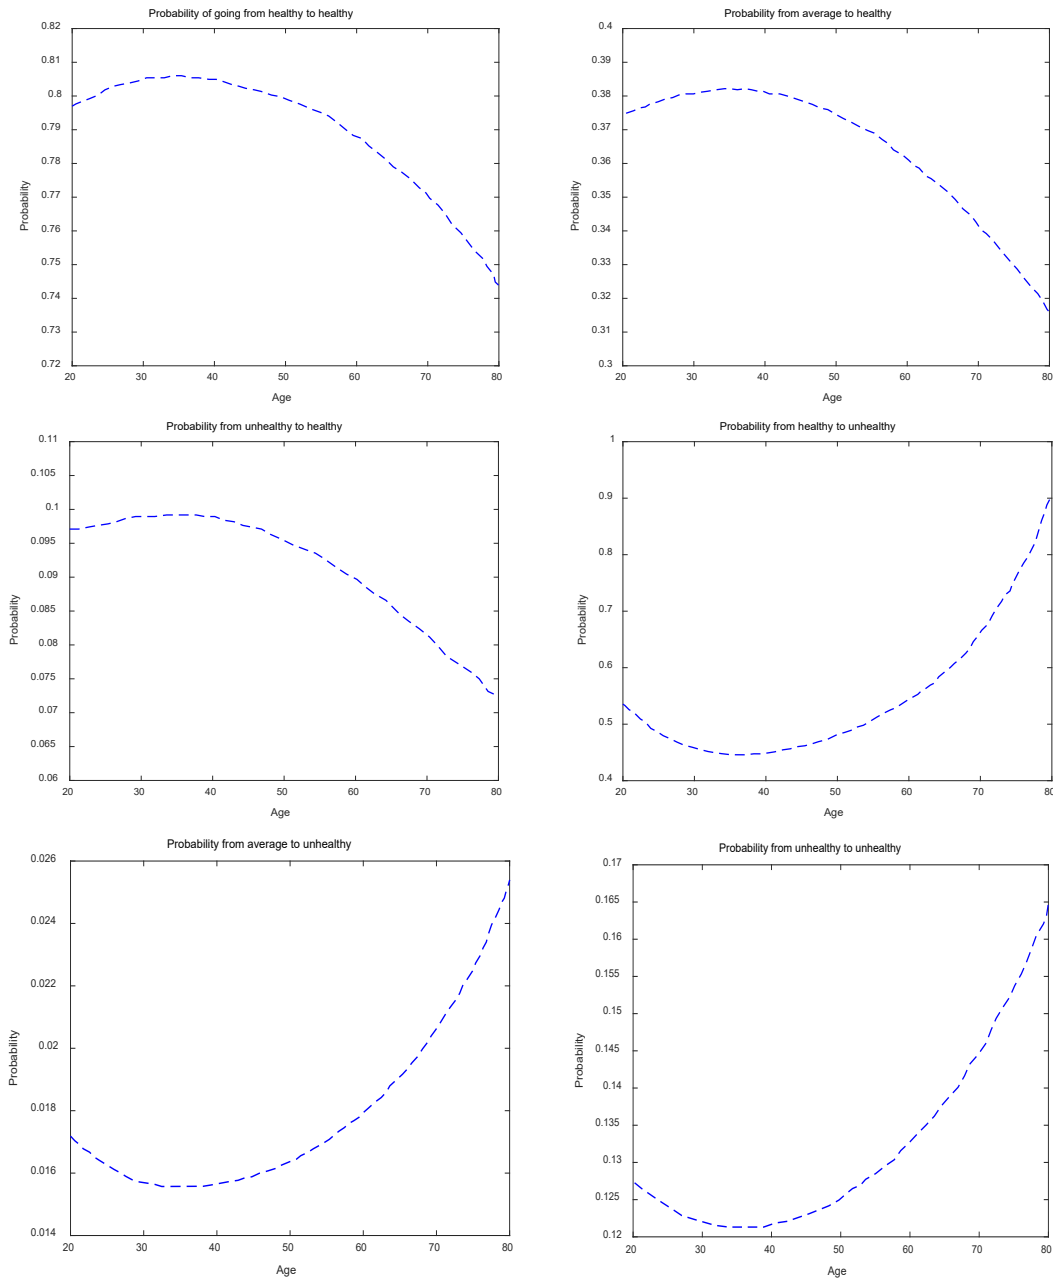 Probability of going from healthy to healthy
0.82
0.81
0.8
0.79
0.78
0.77
0.76
0.75
0.74
0.73
0.72
Probability
20 30 40 50 60 70 80
Age
Probability from average to healthy
0.4
0.39
0.38
0.37
0.36
0.35
0.34
0.33
0.32
0.31
0.3
Probability
20 30 40 50 60 70 80
Age
Probability from unhealthy to healthy
0.11
0.105
0.1
0.095
0.09
0.085
0.08
0.075
0.07
0.065
0.06
Probability
20 30 40 50 60 70 80
Age
Probability from healthy to unhealthy
1
0.9
0.8
0.7
0.6
0.5
0.4
Probability
20 30 40 50 60 70 80
Age
Probability from average to unhealthy
0.026
0.024
0.022
0.02
0.018
0.016
0.014
Probability
20 30 40 50 60 70 80
Age
Probability from unhealthy to unhealthy
0.17
0.165
0.16
0.155
0.15
0.145
0.14
0.135
0.13
0.125
0.12
Probability
20 30 40 50 60 70 80
Age